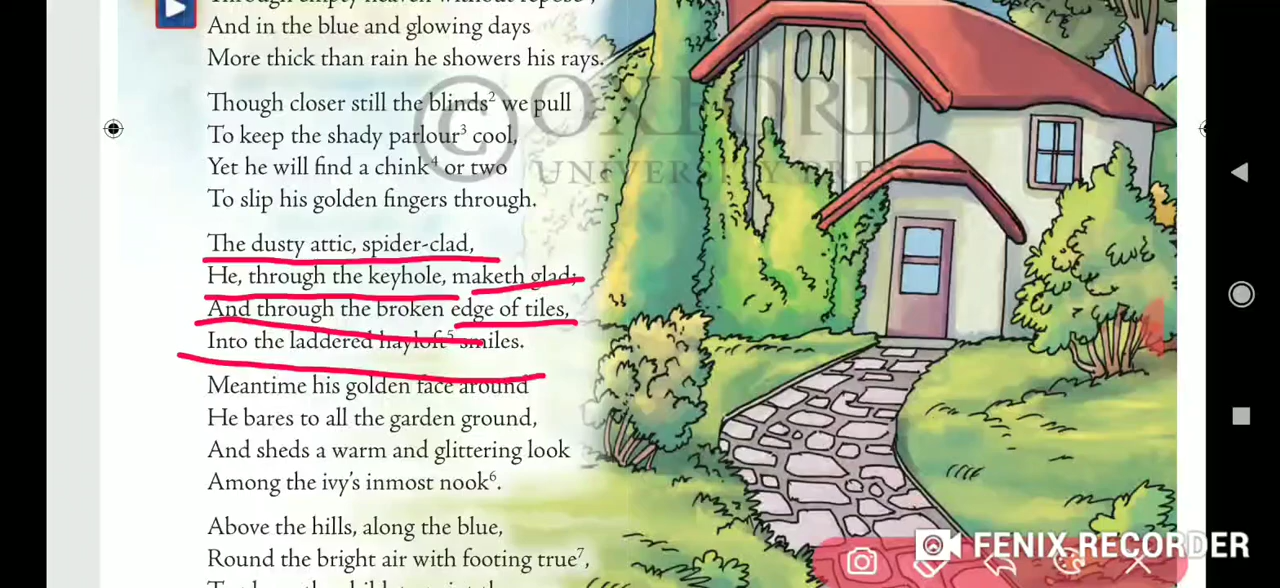 Through empty heaven without repose
And in the blue and glowing days
More thick than rain he showers his rays.
Though closer still the blinds² we pull
To keep the shady parlour³ cool,
Yet he will find a chink⁴ or two
To slip his golden fingers through.
The dusty attic, spider-clad,
He, through the keyhole, maketh glad;
And through the broken edge of tiles,
Into the laddered hayloft⁵ smiles.
Meantime his golden face around
He bares to all the garden ground,
And sheds a warm and glittering look
Among the ivy's inmost nook⁶.
Above the hills, along the blue,
Round the bright air with footing true⁷,
© OXFORD
UNIVERSITY PRESS
FENIX RECORDER